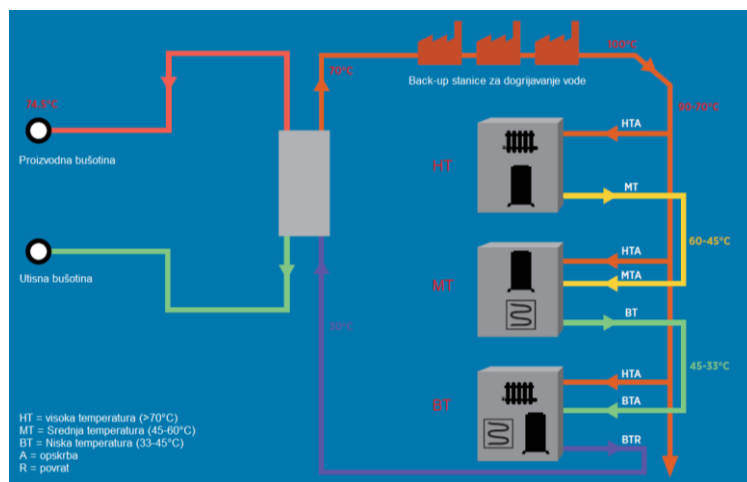 100°C
70°C
Back-up stanice za dogrijavanje vode
74,5°C
90-70°C
HTA
Proizvodna bušotina
HT
MT
60-45°C
HTA
Utisna bušotina
MT
MTA
BT
30°C
45-33°C
HTA
BT
BTA
HT = visoka temperatura (>70°C)
MT = Srednja temperatura (45-60°C)
BT = Niska temperatura (33-45°C)
A = opskrba
R = povrat
BTR